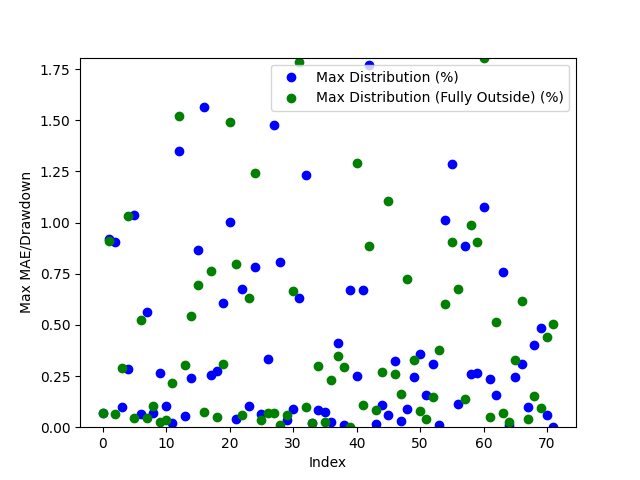 Max Distribution (%)
Max Distribution (Fully Outside) (%)
Max MAE/Drawdown
1.75
1.50
1.25
1.00
0.75
0.50
0.25
0.00
0 10 20 30 40 50 60 70
Index